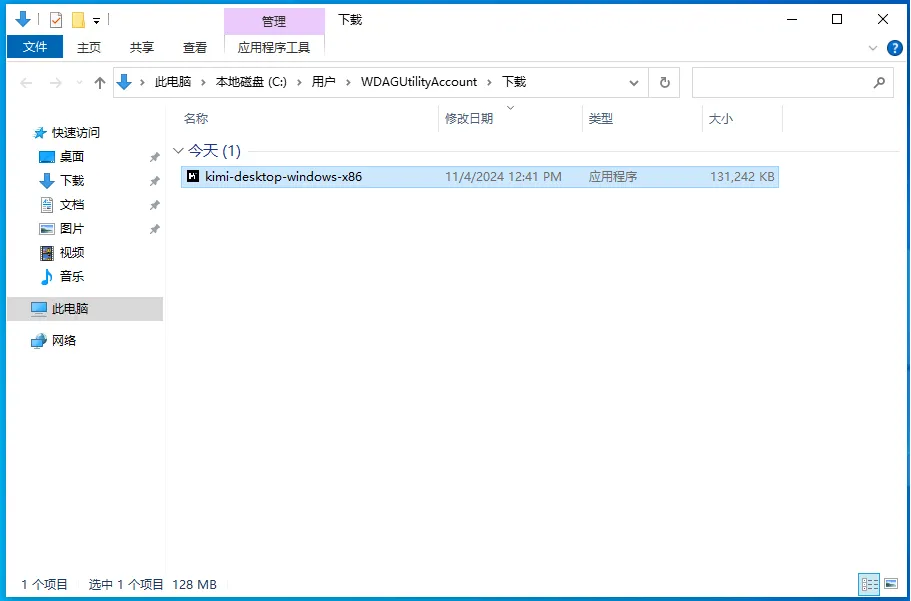 管理
下载
文件
主页
共享
查看
应用程序工具
此电脑 › 本地磁盘 (C:) › 用户 › WDAGUtilityAccount › 下载
名称
修改日期
类型
大小
快速访问
桌面
下载
文档
图片
视频
音乐
此电脑
网络
今天 (1)
kimi-desktop-windows-x86
11/4/2024 12:41 PM
应用程序
131,242 KB
1 个项目
选中 1 个项目 128 MB